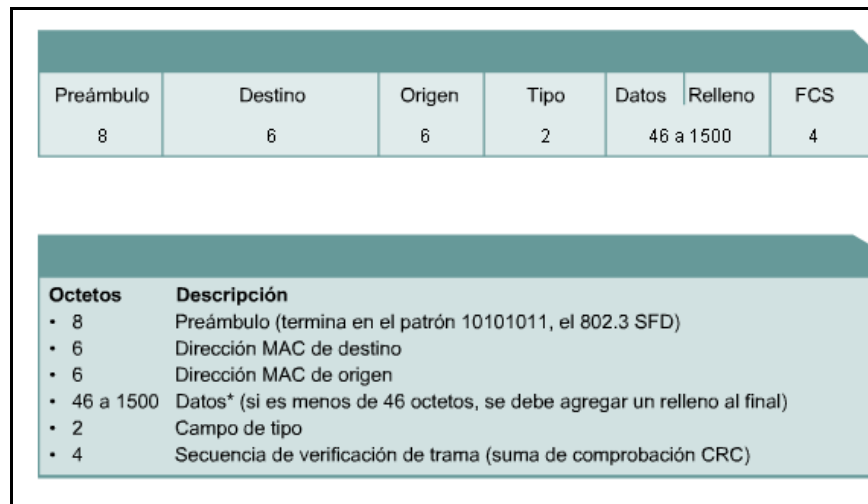 Preámbulo Destino Origen Tipo Datos Relleno FCS
8 6 6 2 46 a 1500 4
Octetos Descripción
• 8 Preámbulo (termina en el patrón 10101011, el 802.3 SFD)
• 6 Dirección MAC de destino
• 6 Dirección MAC de origen
• 46 a 1500 Datos* (si es menos de 46 octetos, se debe agregar un relleno al final)
• 2 Campo de tipo
• 4 Secuencia de verificación de trama (suma de comprobación CRC)